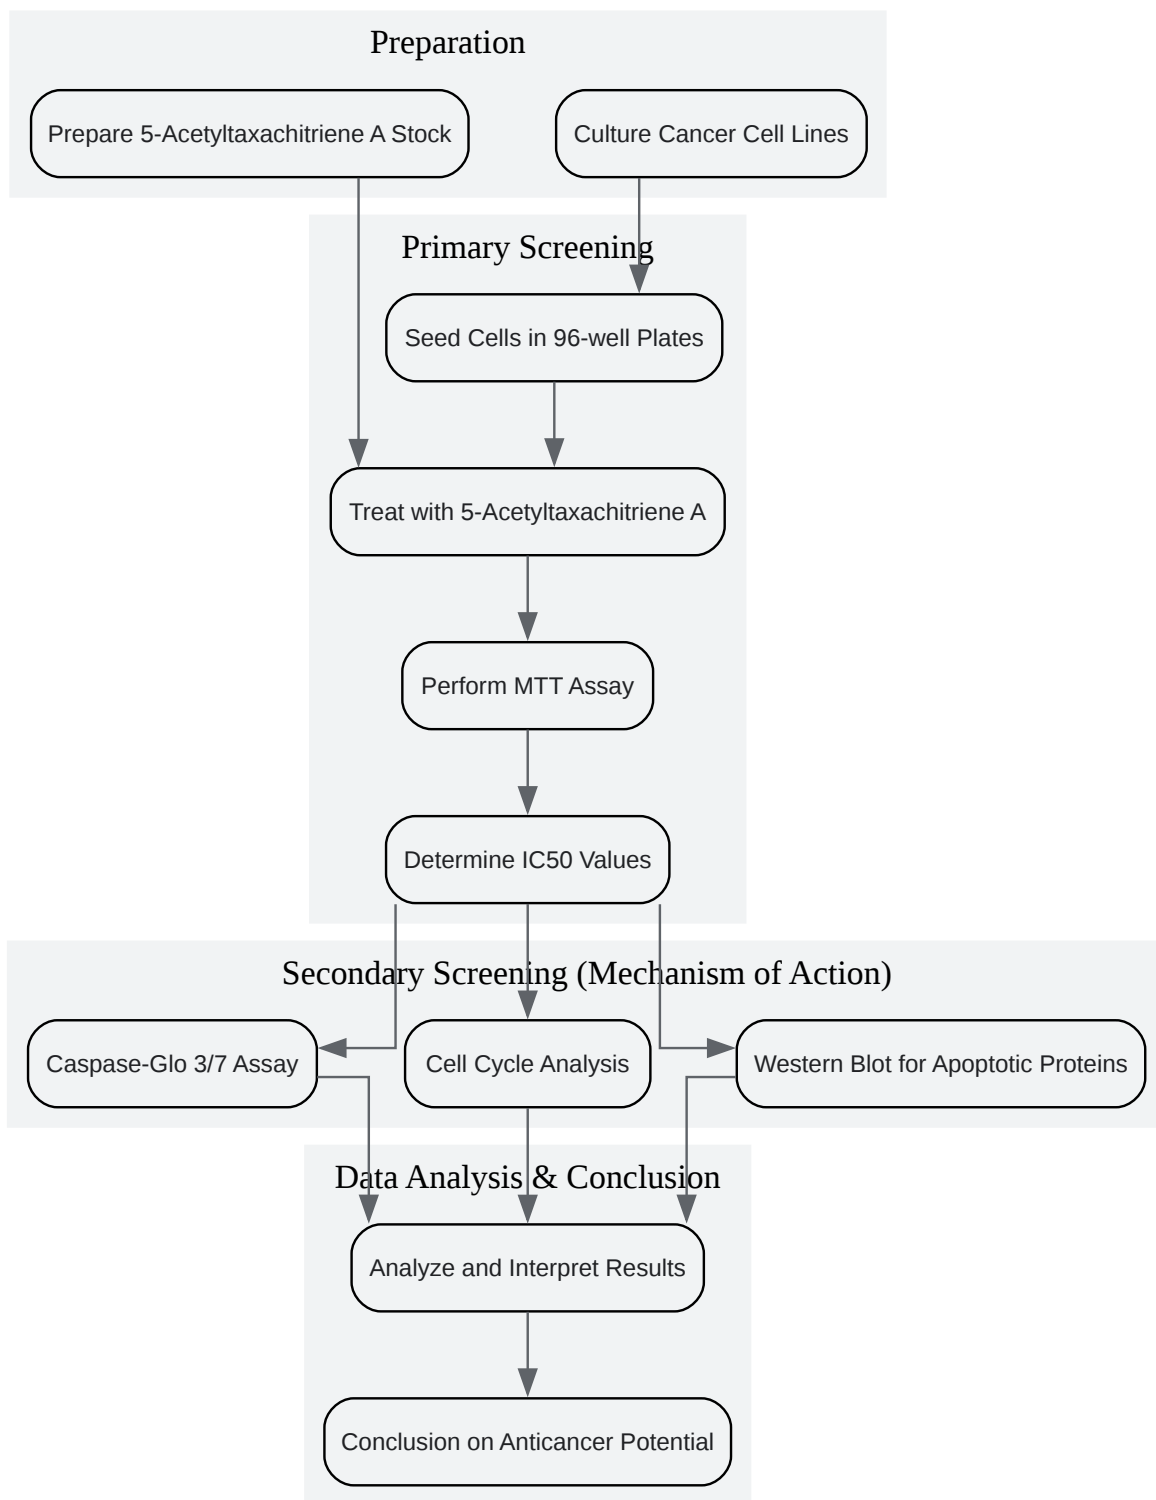 Preparation
Prepare 5-Acetyltaxachitriene A Stock
Culture Cancer Cell Lines
Primary Screening
Seed Cells in 96-well Plates
Treat with 5-Acetyltaxachitriene A
Perform MTT Assay
Determine IC50 Values
Secondary Screening (Mechanism of Action)
Caspase-Glo 3/7 Assay
Cell Cycle Analysis
Western Blot for Apoptotic Proteins
Data Analysis & Conclusion
Analyze and Interpret Results
Conclusion on Anticancer Potential